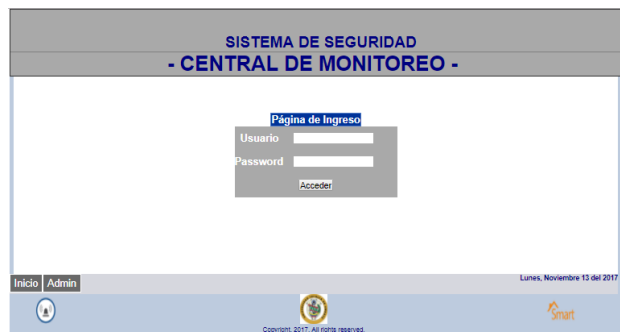 SISTEMA DE SEGURIDAD
- CENTRAL DE MONITOREO -
Página de Ingreso
Usuario
Password
Acceder
Inicio Admin
Lunes, Noviembre 13 del 2017
Smart
Copyright, 2017. All rights reserved.